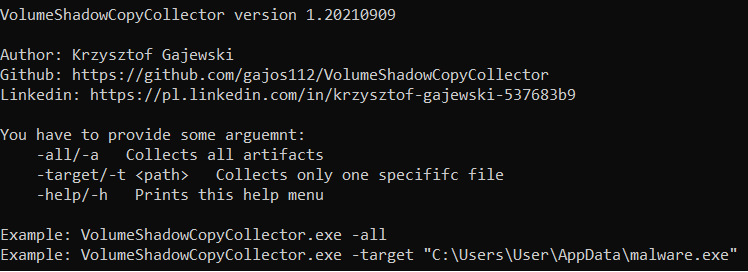 VolumeShadowCopyCollector version 1.20210909
Author: Krzysztof Gajewski
Github: https://github.com/gajos112/VolumeShadowCopyCollector
Linkedin: https://pl.linkedin.com/in/krzysztof-gajewski-537683b9
You have to provide some arguemnt:
-all/-a Collects all artifacts
-target/-t <path> Collects only one specififc file
-help/-h Prints this help menu
Example: VolumeShadowCopyCollector.exe -all
Example: VolumeShadowCopyCollector.exe -target "C:\Users\User\AppData\malware.exe"